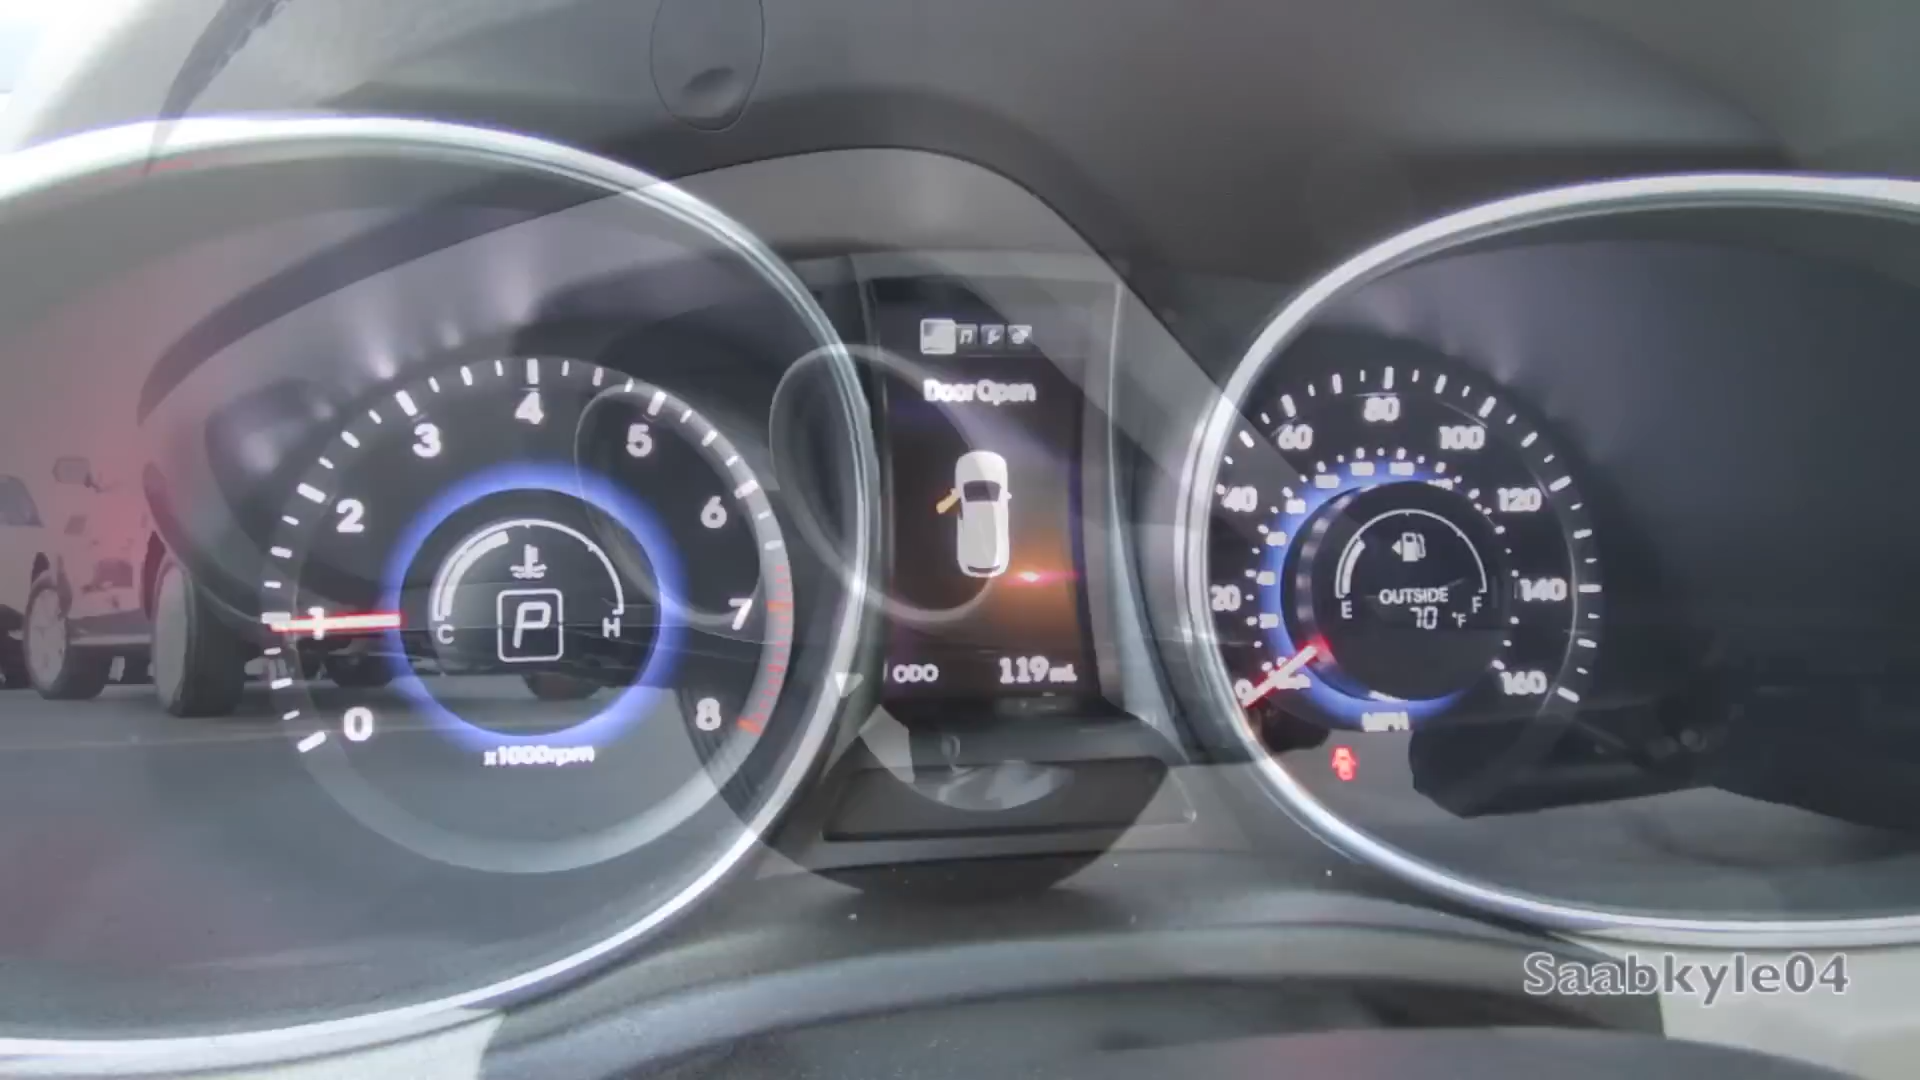 Door Open
ODO 119 mi
0 1 2 3 4 5 6 7 8
x1000rpm
C H
P
0 20 40 60 80 100 120 140 160
MPH
E F
OUTSIDE
70 °F
Saabkyle04